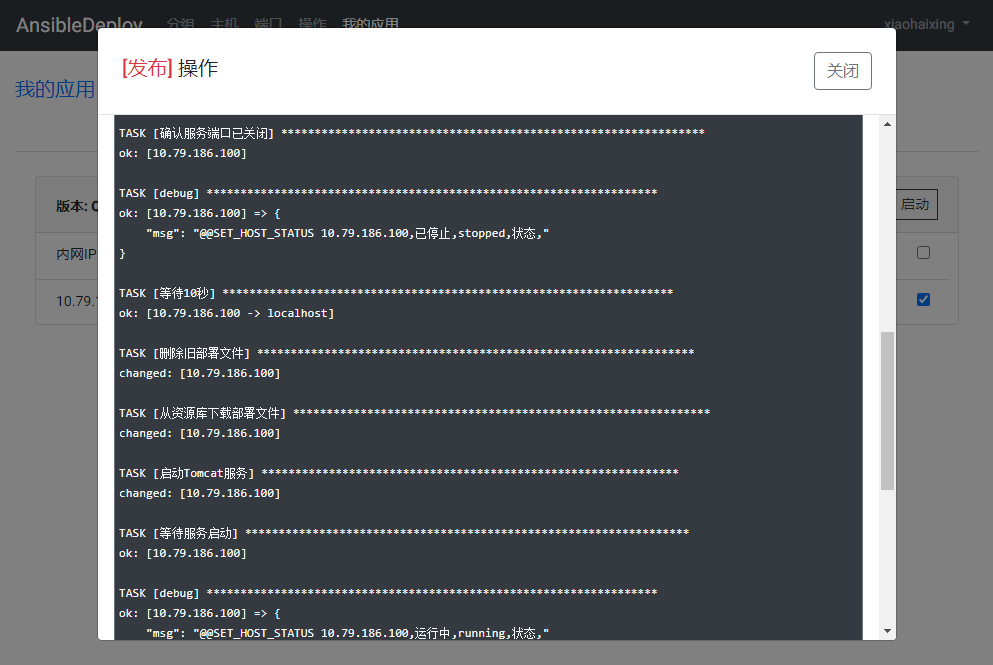 AnsibleDeploy 分组 主机 端口 操作 我的应用 xiaohaixing
[发布] 操作
关闭
我的应用
TASK [确认服务端口已关闭] ***************************************************************
ok: [10.79.186.100]
TASK [debug] *******************************************************************
ok: [10.79.186.100] => {
"msg": "@@SET_HOST_STATUS 10.79.186.100,已停止,stopped,状态,"
}
TASK [等待10秒] *******************************************************************
ok: [10.79.186.100 -> localhost]
TASK [删除旧部署文件] *****************************************************************
changed: [10.79.186.100]
TASK [从资源库下载部署文件] **************************************************************
changed: [10.79.186.100]
TASK [启动Tomcat服务] **************************************************************
changed: [10.79.186.100]
TASK [等待服务启动] ******************************************************************
ok: [10.79.186.100]
TASK [debug] *******************************************************************
ok: [10.79.186.100] => {
"msg": "@@SET_HOST_STATUS 10.79.186.100,运行中,running,状态,"
版本:
启动
内网IP
10.79.